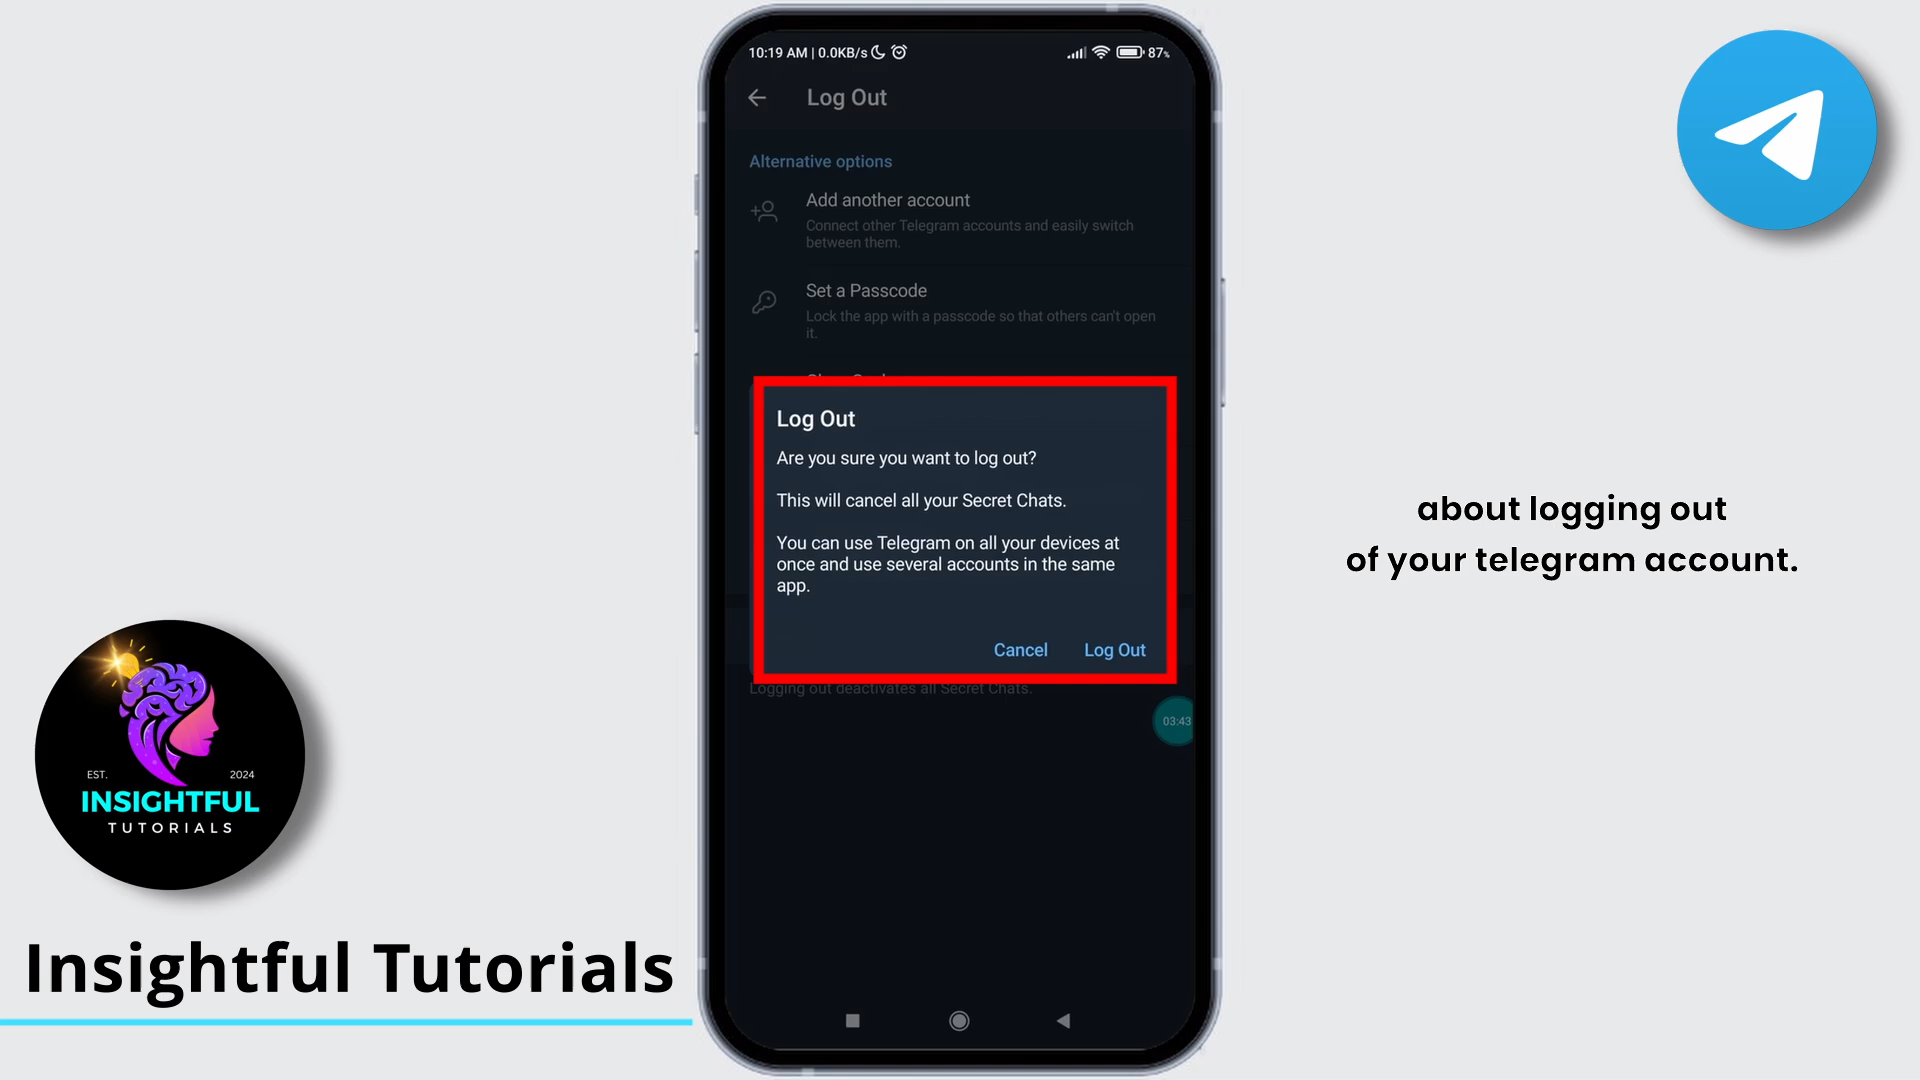 10:19 AM | 0.0KB/s
87%
Log Out
Alternative options
Add another account
Connect other Telegram accounts and easily switch
between them.
Set a Passcode
Lock the app with a passcode so that others can't open
it.
Log Out
Are you sure you want to log out?
This will cancel all your Secret Chats.
You can use Telegram on all your devices at
once and use several accounts in the same
app.
Cancel
Log Out
Logging out deactivates all Secret Chats.
03:43
about logging out
of your telegram account.
EST.
2024
INSIGHTFUL
TUTORIALS
Insightful Tutorials